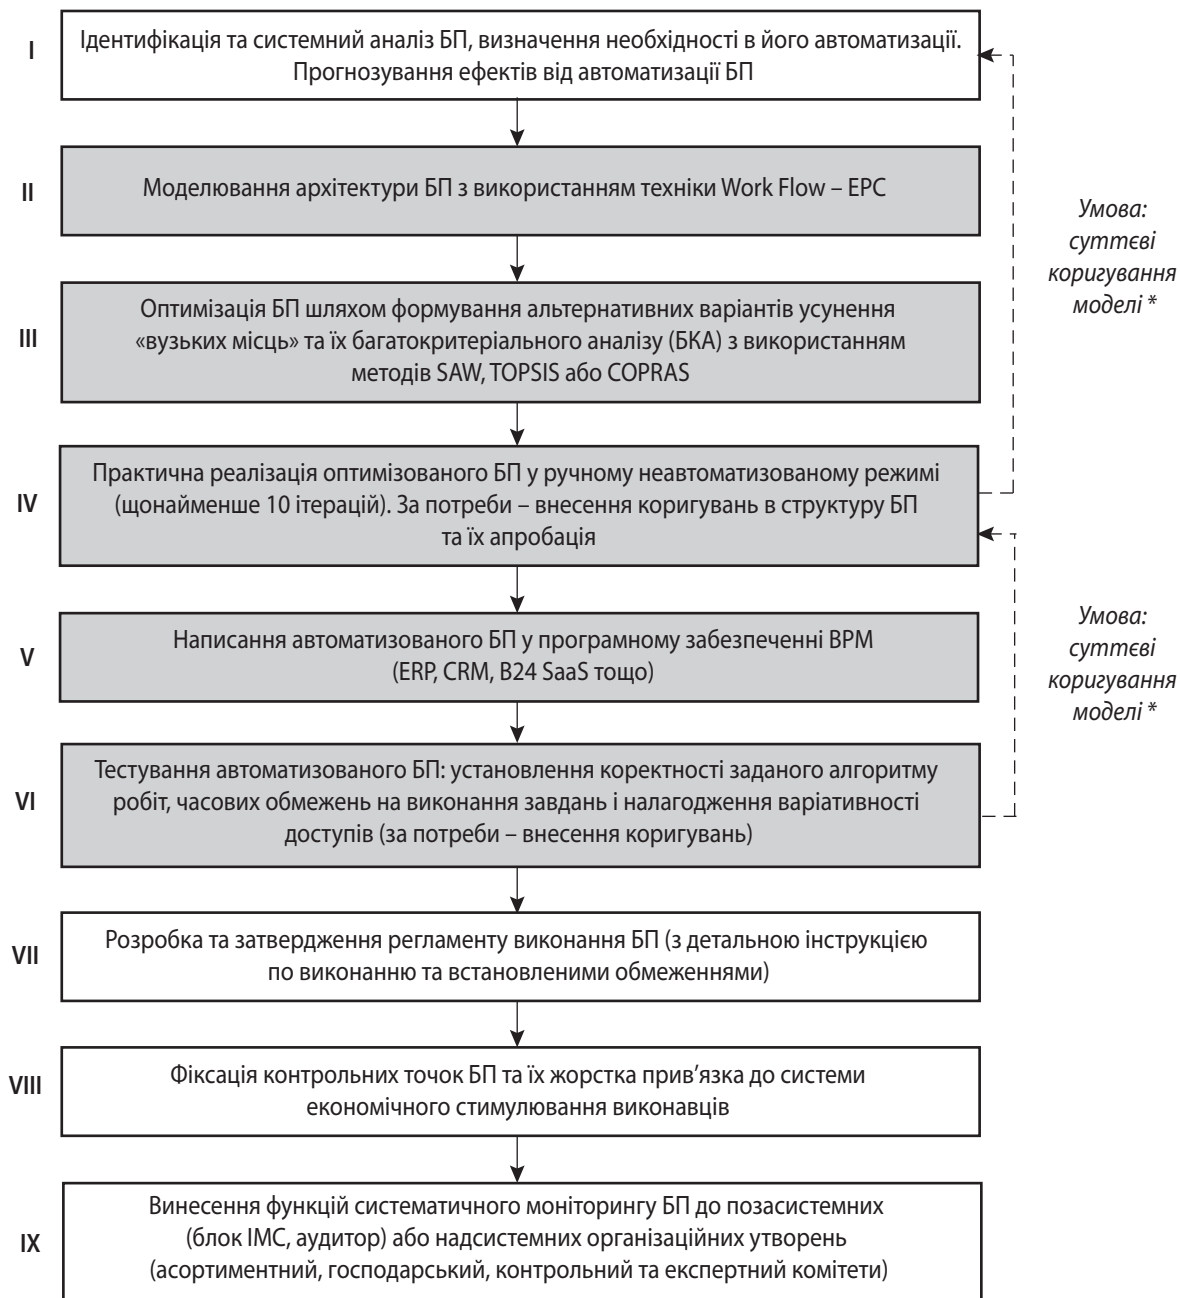 I
Ідентифікація та системний аналіз БП, визначення необхідності в його автоматизації.
Прогнозування ефектів від автоматизації БП
II
Моделювання архітектури БП з використанням техніки Work Flow – EPC
Умова:
суттєві
коригування
моделі *
III
Оптимізація БП шляхом формування альтернативних варіантів усунення
«вузьких місць» та їх багатокритеріального аналізу (БКА) з використанням
методів SAW, TOPSIS або COPRAS
IV
Практична реалізація оптимізованого БП у ручному неавтоматизованому режимі
(щонайменше 10 ітерацій). За потреби – внесення коригувань в структуру БП
та їх апробація
V
Написання автоматизованого БП у програмному забезпеченні BPM
(ERP, CRM, B24 SaaS тощо)
Умова:
суттєві
коригування
моделі *
VI
Тестування автоматизованого БП: установлення коректності заданого алгоритму
робіт, часових обмежень на виконання завдань і налагодження варіативності
доступів (за потреби – внесення коригувань)
VII
Розробка та затвердження регламенту виконання БП (з детальною інструкцією
по виконанню та встановленими обмеженнями)
VIII
Фіксація контрольних точок БП та їх жорстка прив’язка до системи
економічного стимулювання виконавців
IX
Винесення функцій систематичного моніторингу БП до позасистемних
(блок ІМС, аудитор) або надсистемних організаційних утворень
(асортиментний, господарський, контрольний та експертний комітети)